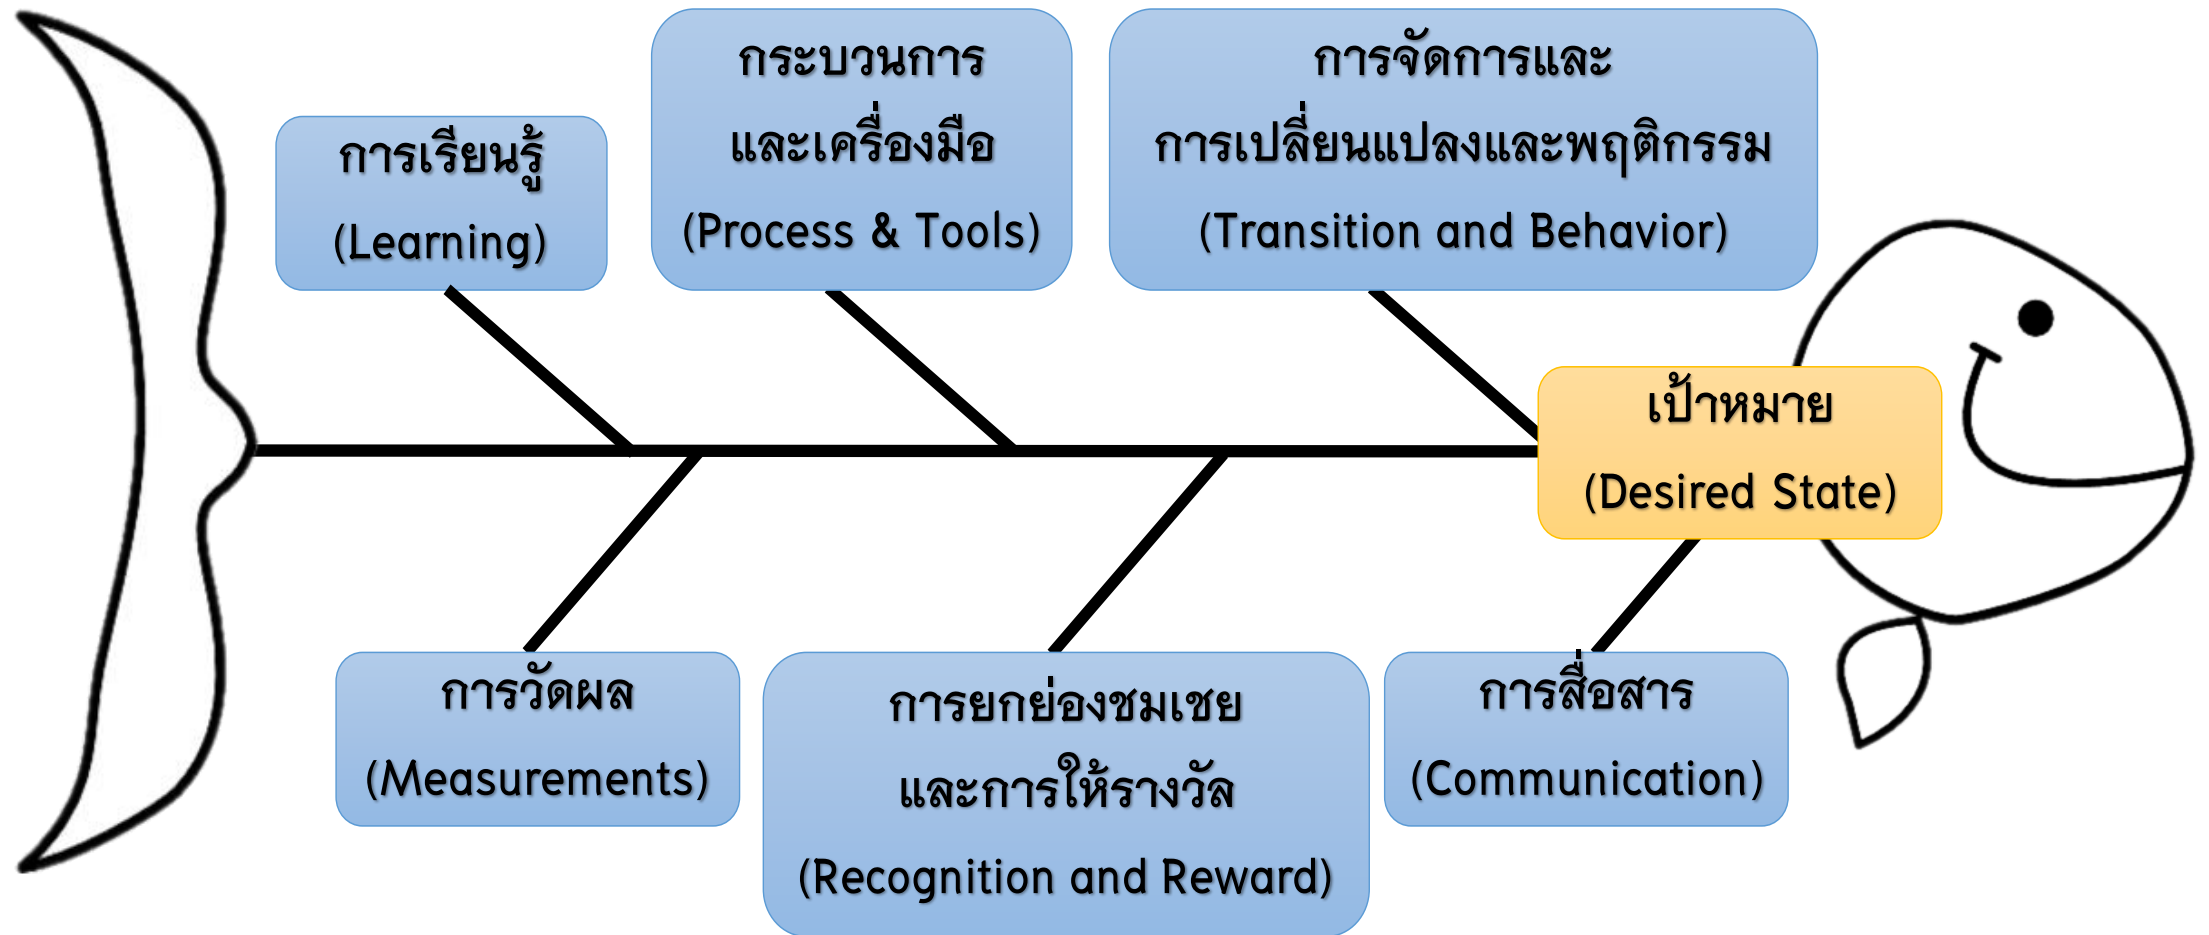 การเรียนรู้
(Learning)
กระบวนการ
และเครื่องมือ
(Process & Tools)
การจัดการและ
การเปลี่ยนแปลงและพฤติกรรม
(Transition and Behavior)
เป้าหมาย
(Desired State)
การวัดผล
(Measurements)
การยกย่องชมเชย
และการให้รางวัล
(Recognition and Reward)
การสื่อสาร
(Communication)